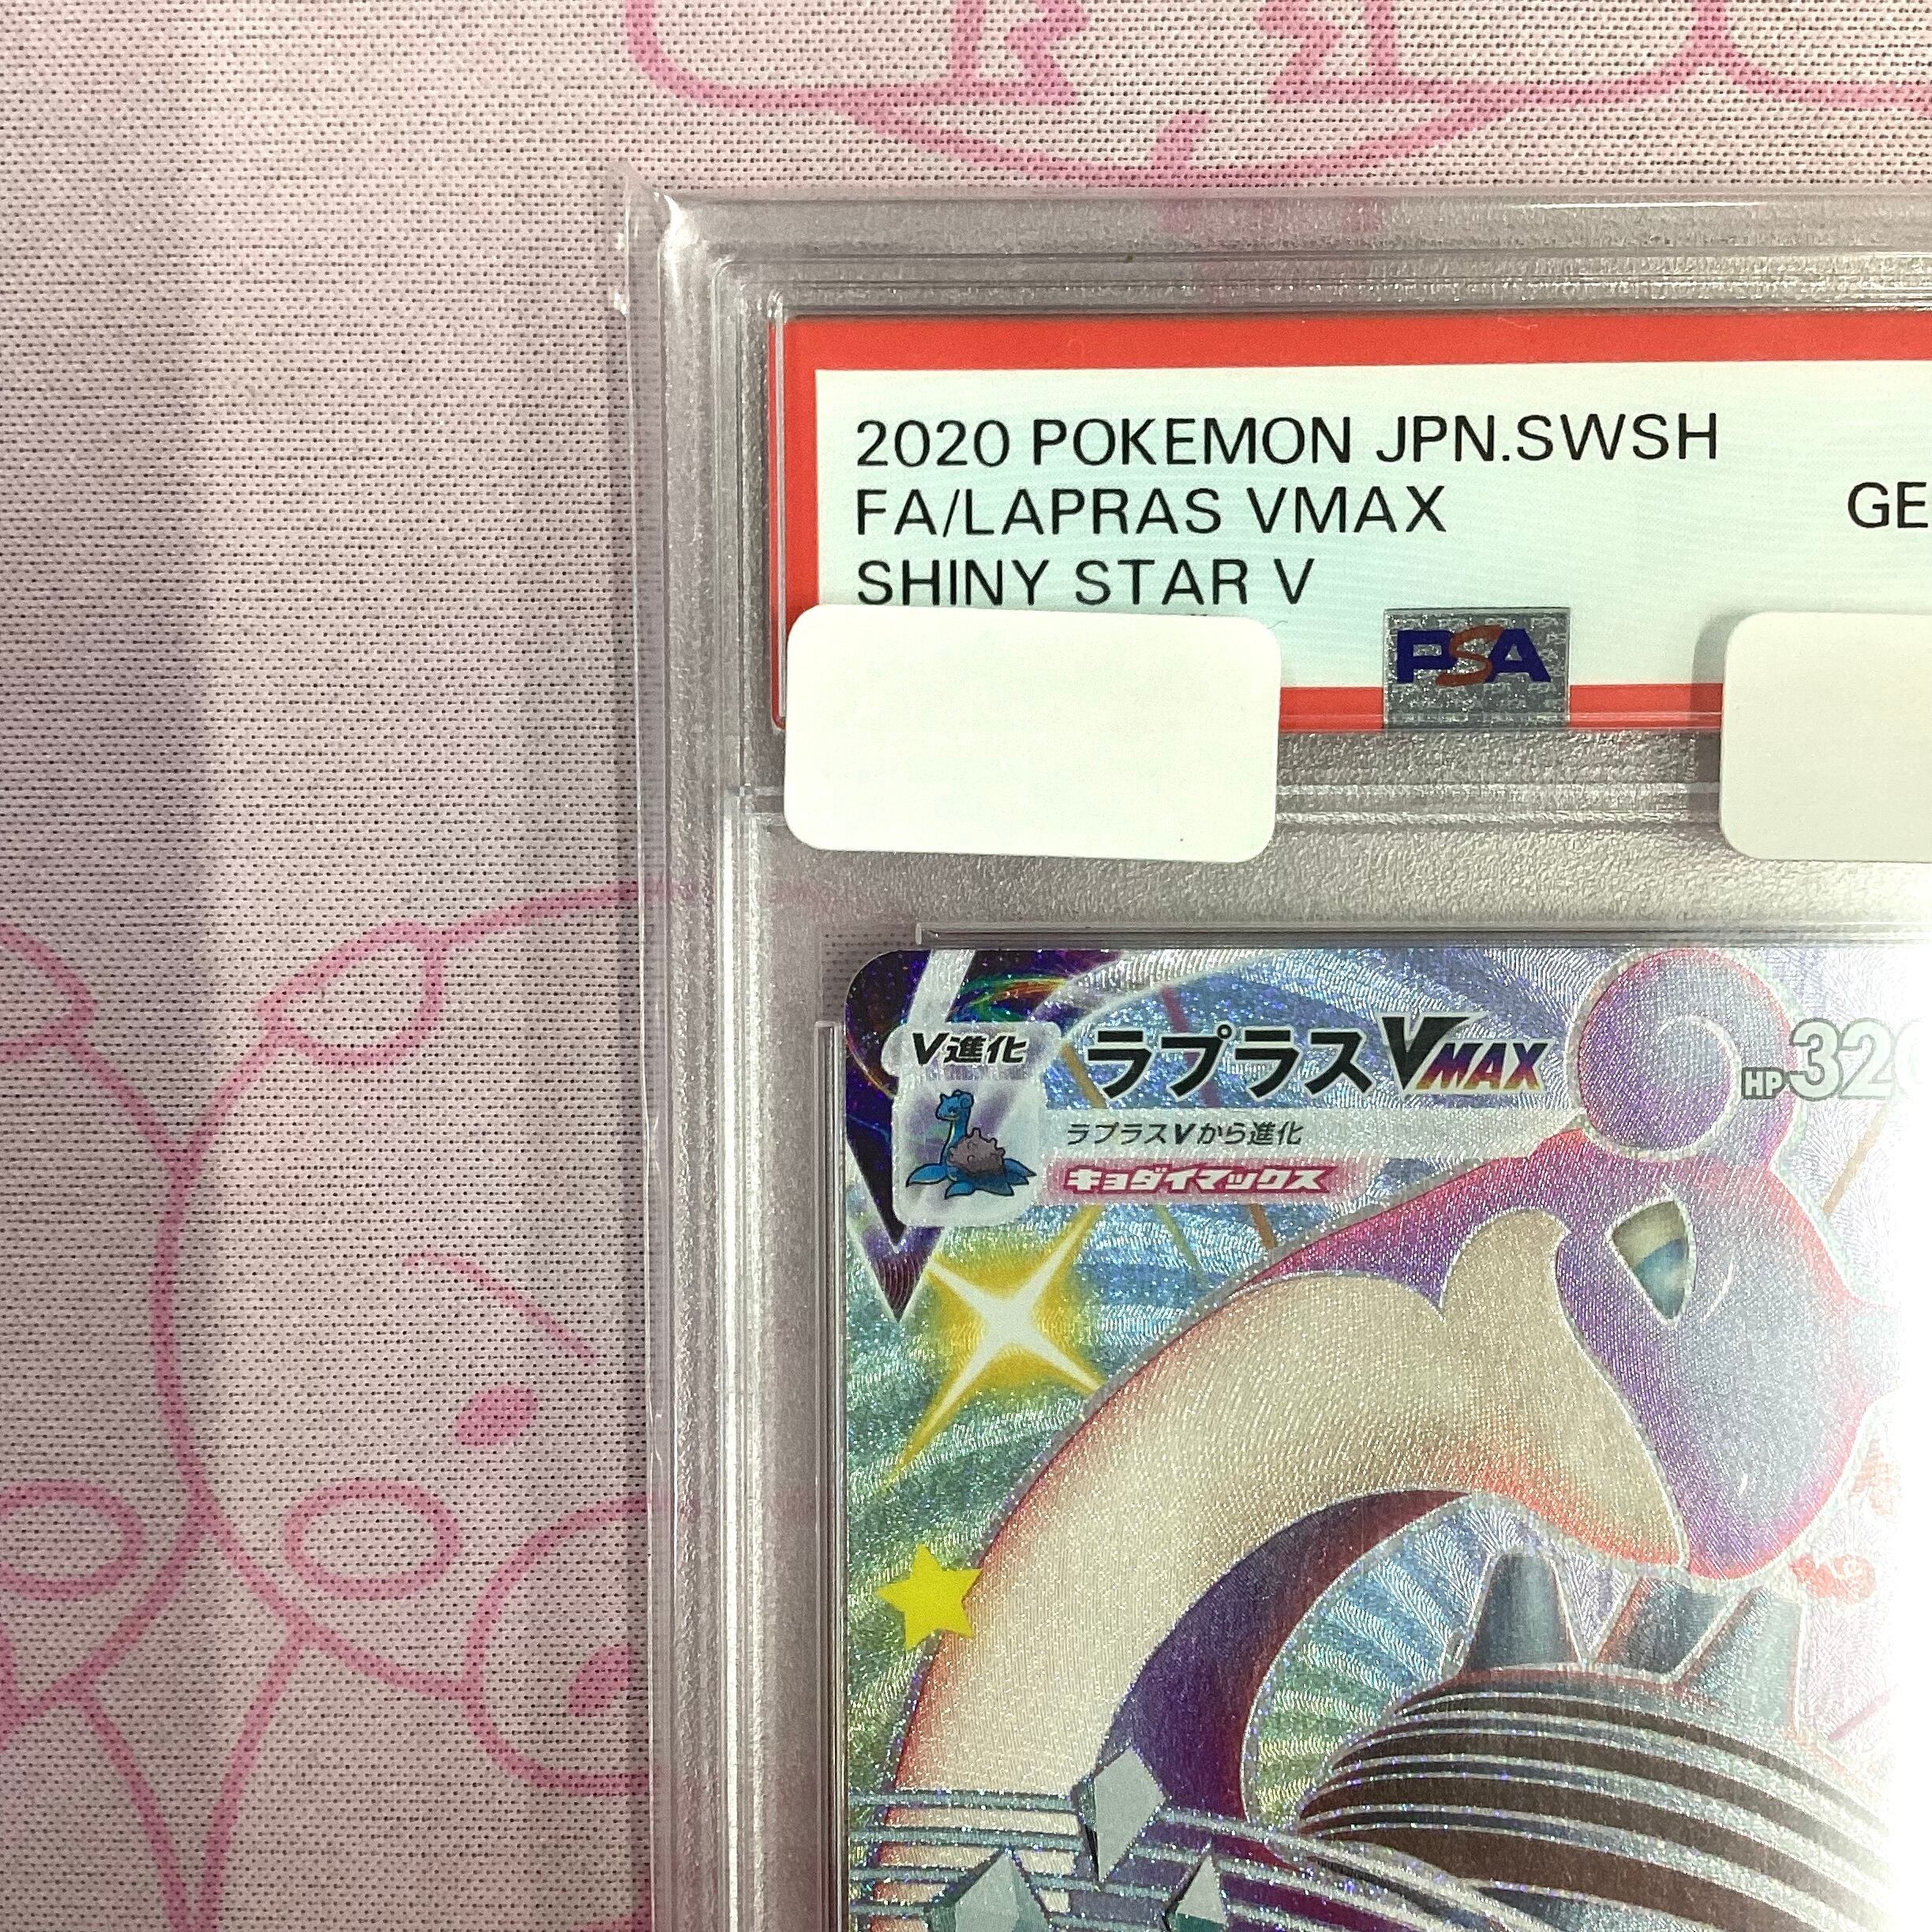 2020 POKEMON JPN.SWSH
FA/LAPRAS VMAX
GE
SHINY STAR V
PSA
V進化
ラプラスVMAX
HP320
ラプラスVから進化
キョダイマックス